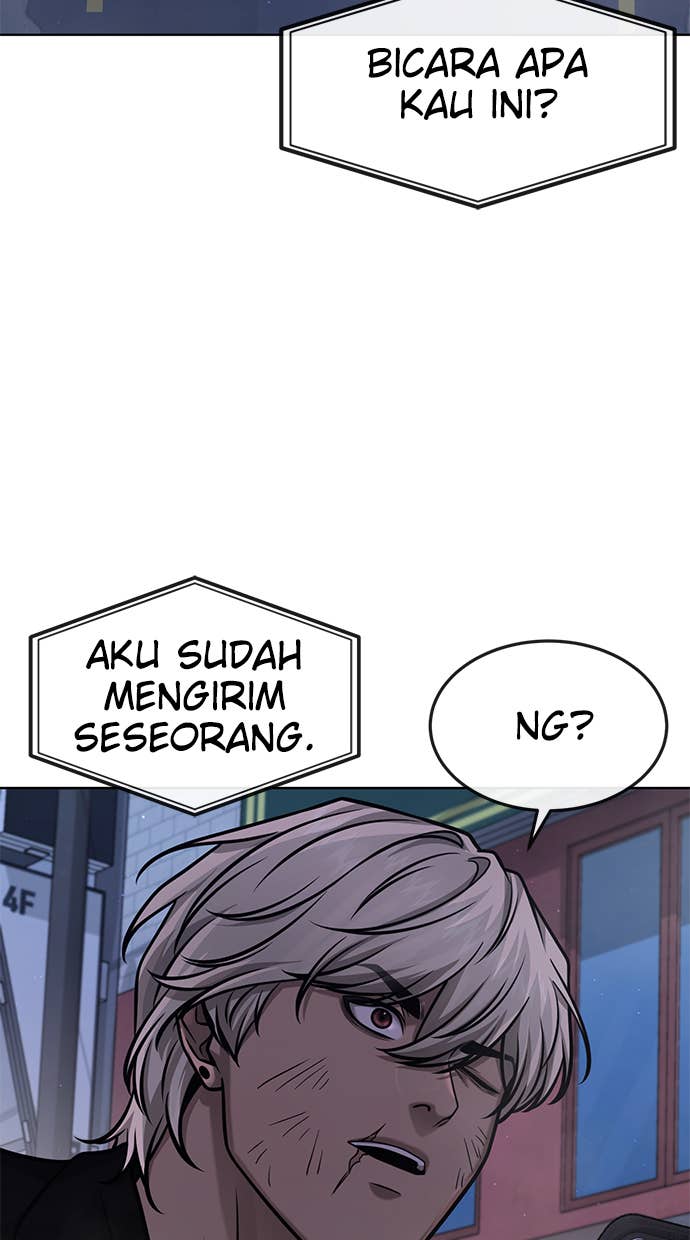 BICARA APA
KAU INI?
AKU SUDAH
MENGIRIM
SESEORANG.
NG?
4F